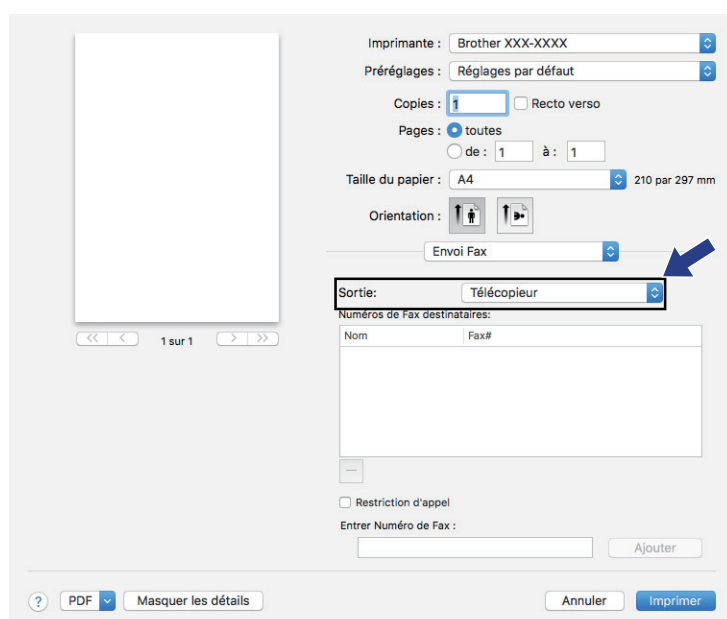 Imprimante : Brother XXX-XXXX
Préréglages : Réglages par défaut
Copies : 1 Recto verso
Pages : toutes
de : 1 à : 1
Taille du papier : A4 210 par 297 mm
Orientation :
Envoi Fax
Sortie: Télécopieur
Numéros de Fax destinataires:
Nom Fax#
1 sur 1
Restriction d'appel
Entrer Numéro de Fax :
Ajouter
? PDF Masquer les détails Annuler Imprimer